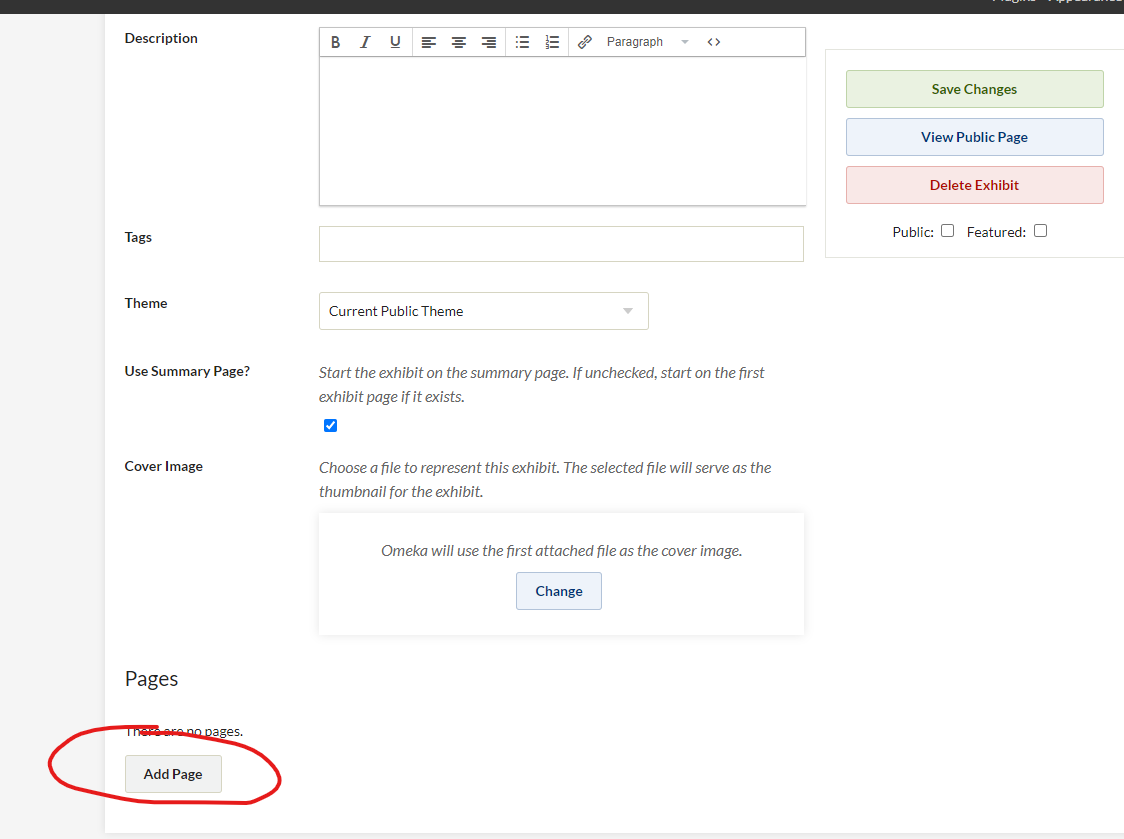 Description
B I U Paragraph <>
Save Changes
View Public Page
Delete Exhibit
Public: Featured:
Tags
Theme
Current Public Theme
Use Summary Page?
Start the exhibit on the summary page. If unchecked, start on the first
exhibit page if it exists.
Cover Image
Choose a file to represent this exhibit. The selected file will serve as the
thumbnail for the exhibit.
Omeka will use the first attached file as the cover image.
Change
Pages
There are no pages.
Add Page